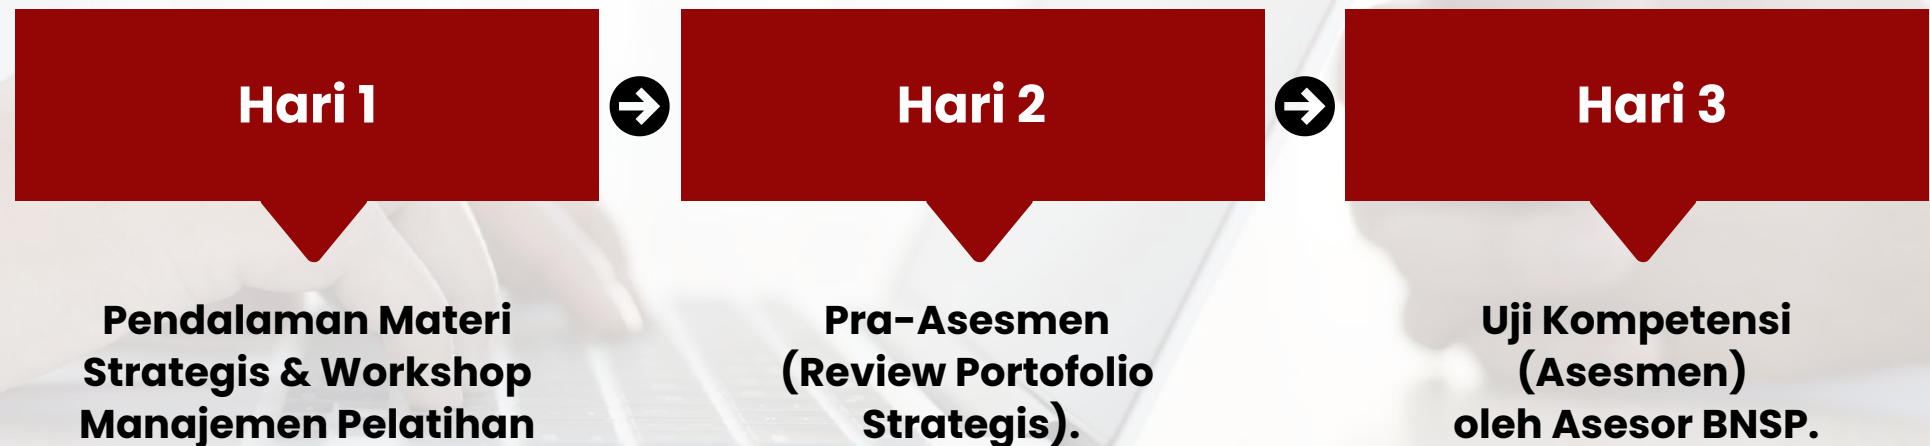 Hari 1
Pendalaman Materi
Strategis & Workshop
Manajemen Pelatihan
Hari 2
Pra-Asesmen
(Review Portofolio
Strategis).
Hari 3
Uji Kompetensi
(Asesmen)
oleh Asesor BNSP.